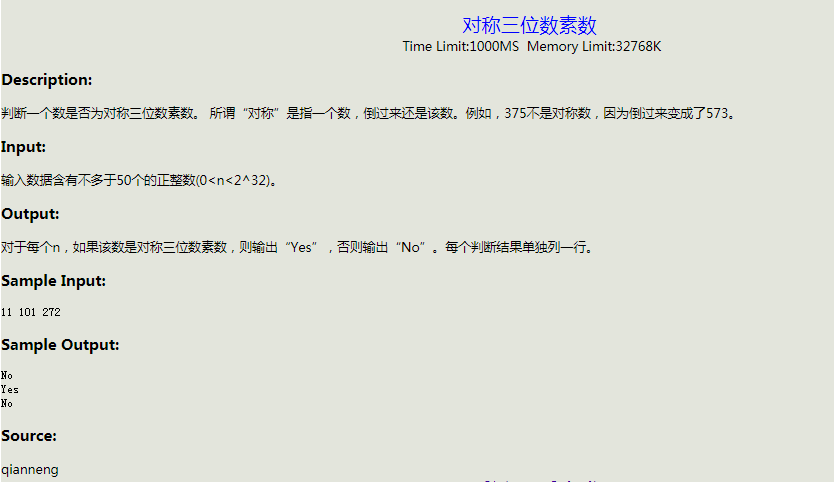 对称三位数素数
Time Limit:1000MS  Memory Limit:32768K
Description:
判断一个数是否为对称三位数素数。 所谓“对称”是指一个数，倒过来还是该数。例如，375不是对称数，因为倒过来变成了573。
Input:
输入数据含有不多于50个的正整数(0<n<2^32)。
Output:
对于每个n，如果该数是对称三位数素数，则输出“Yes”，否则输出“No”。每个判断结果单独列一行。
Sample Input:
11 101 272
Sample Output:
No
Yes
No
Source:
qianneng